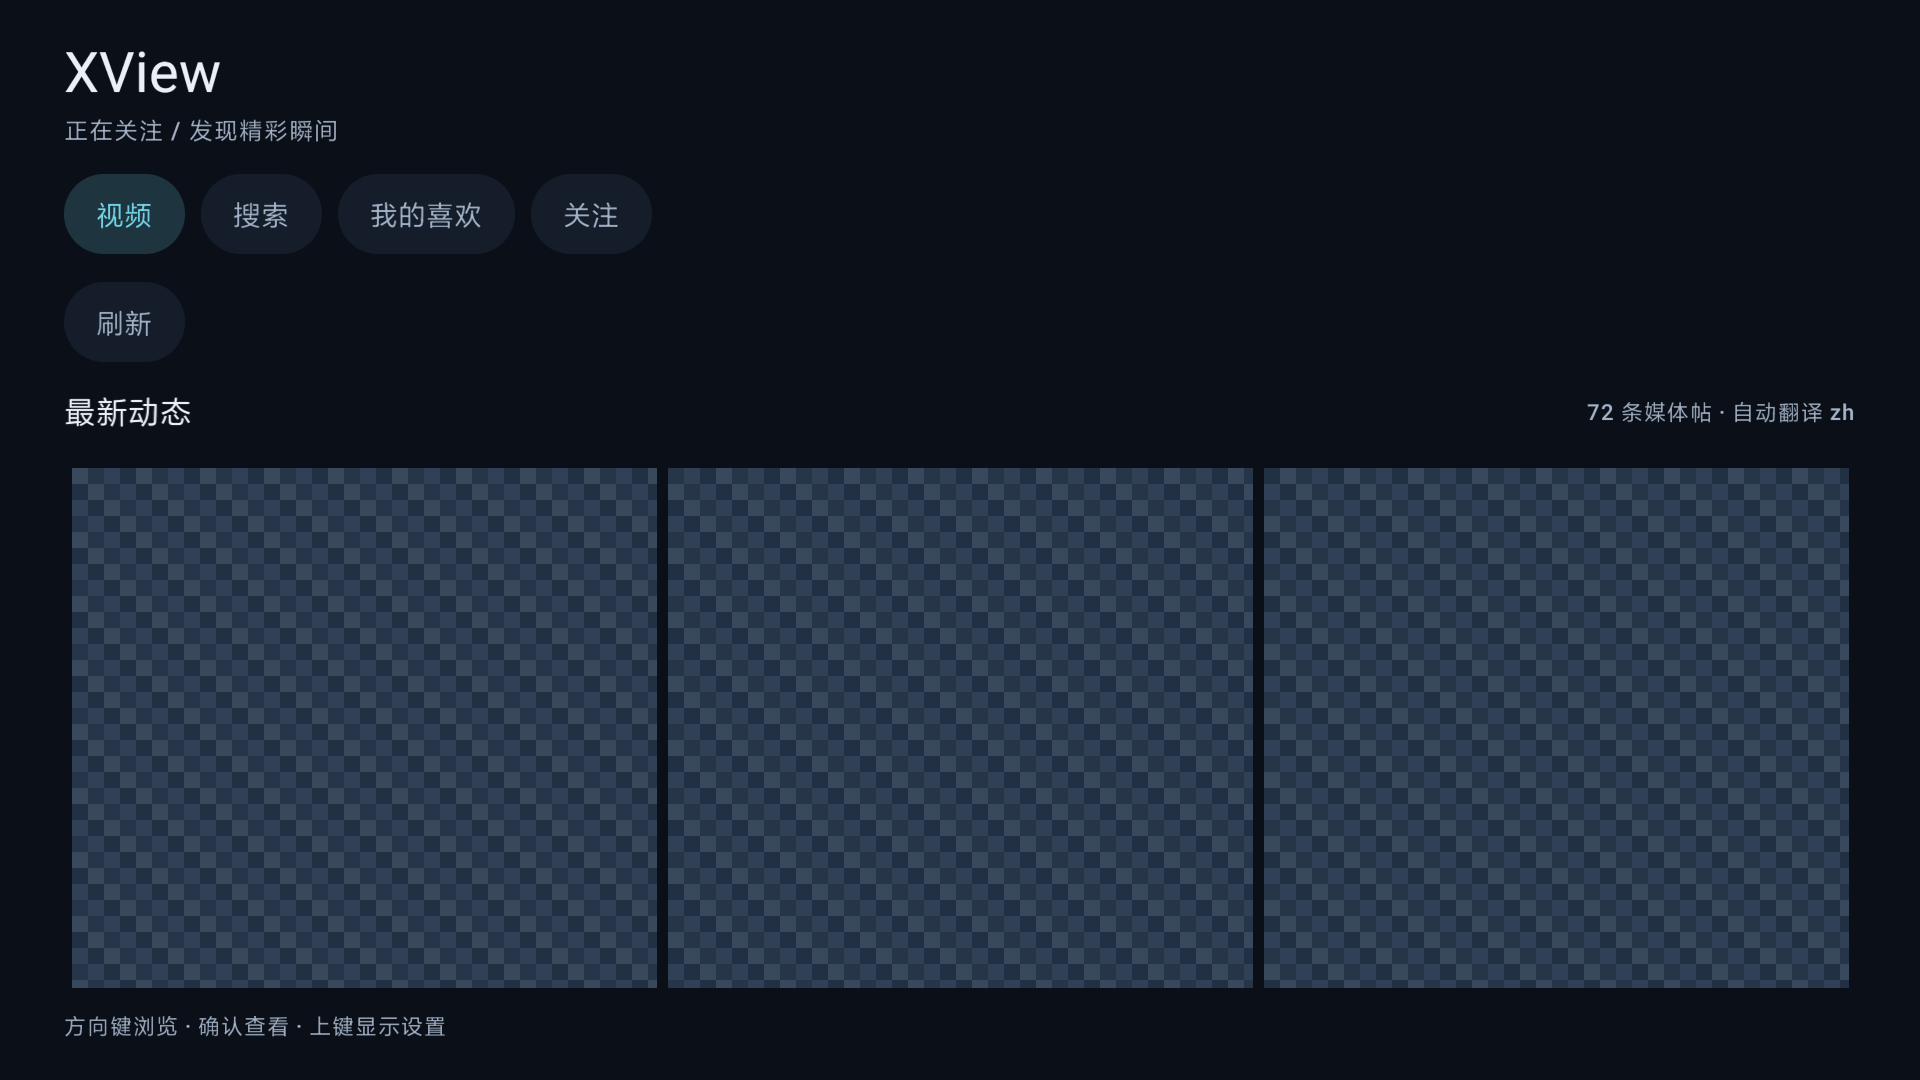 XView
正在关注 / 发现精彩瞬间
视频
搜索
我的喜欢
关注
刷新
最新动态
72 条媒体帖 · 自动翻译 zh
方向键浏览 · 确认查看 · 上键显示设置